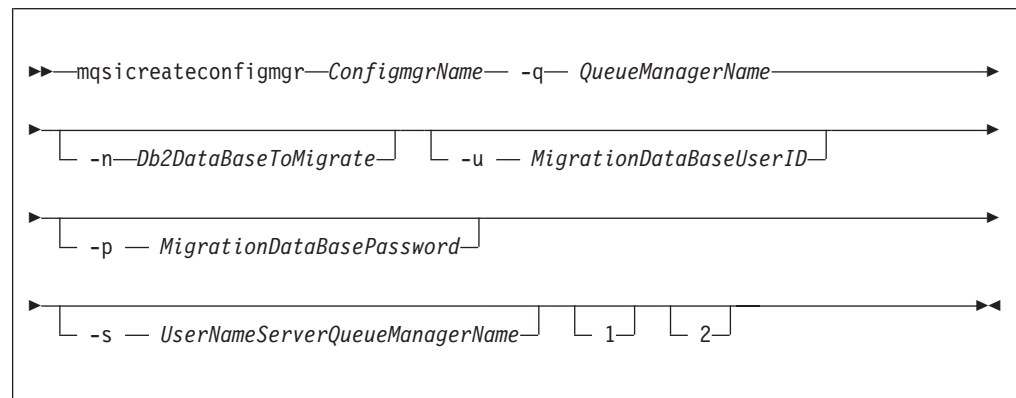 mqsicreateconfigmgr ConfigmgrName -q QueueManagerName
-n Db2DataBaseToMigrate -u MigrationDataBaseUserID
-p MigrationDataBasePassword
-s UserNameServerQueueManagerName 1 2